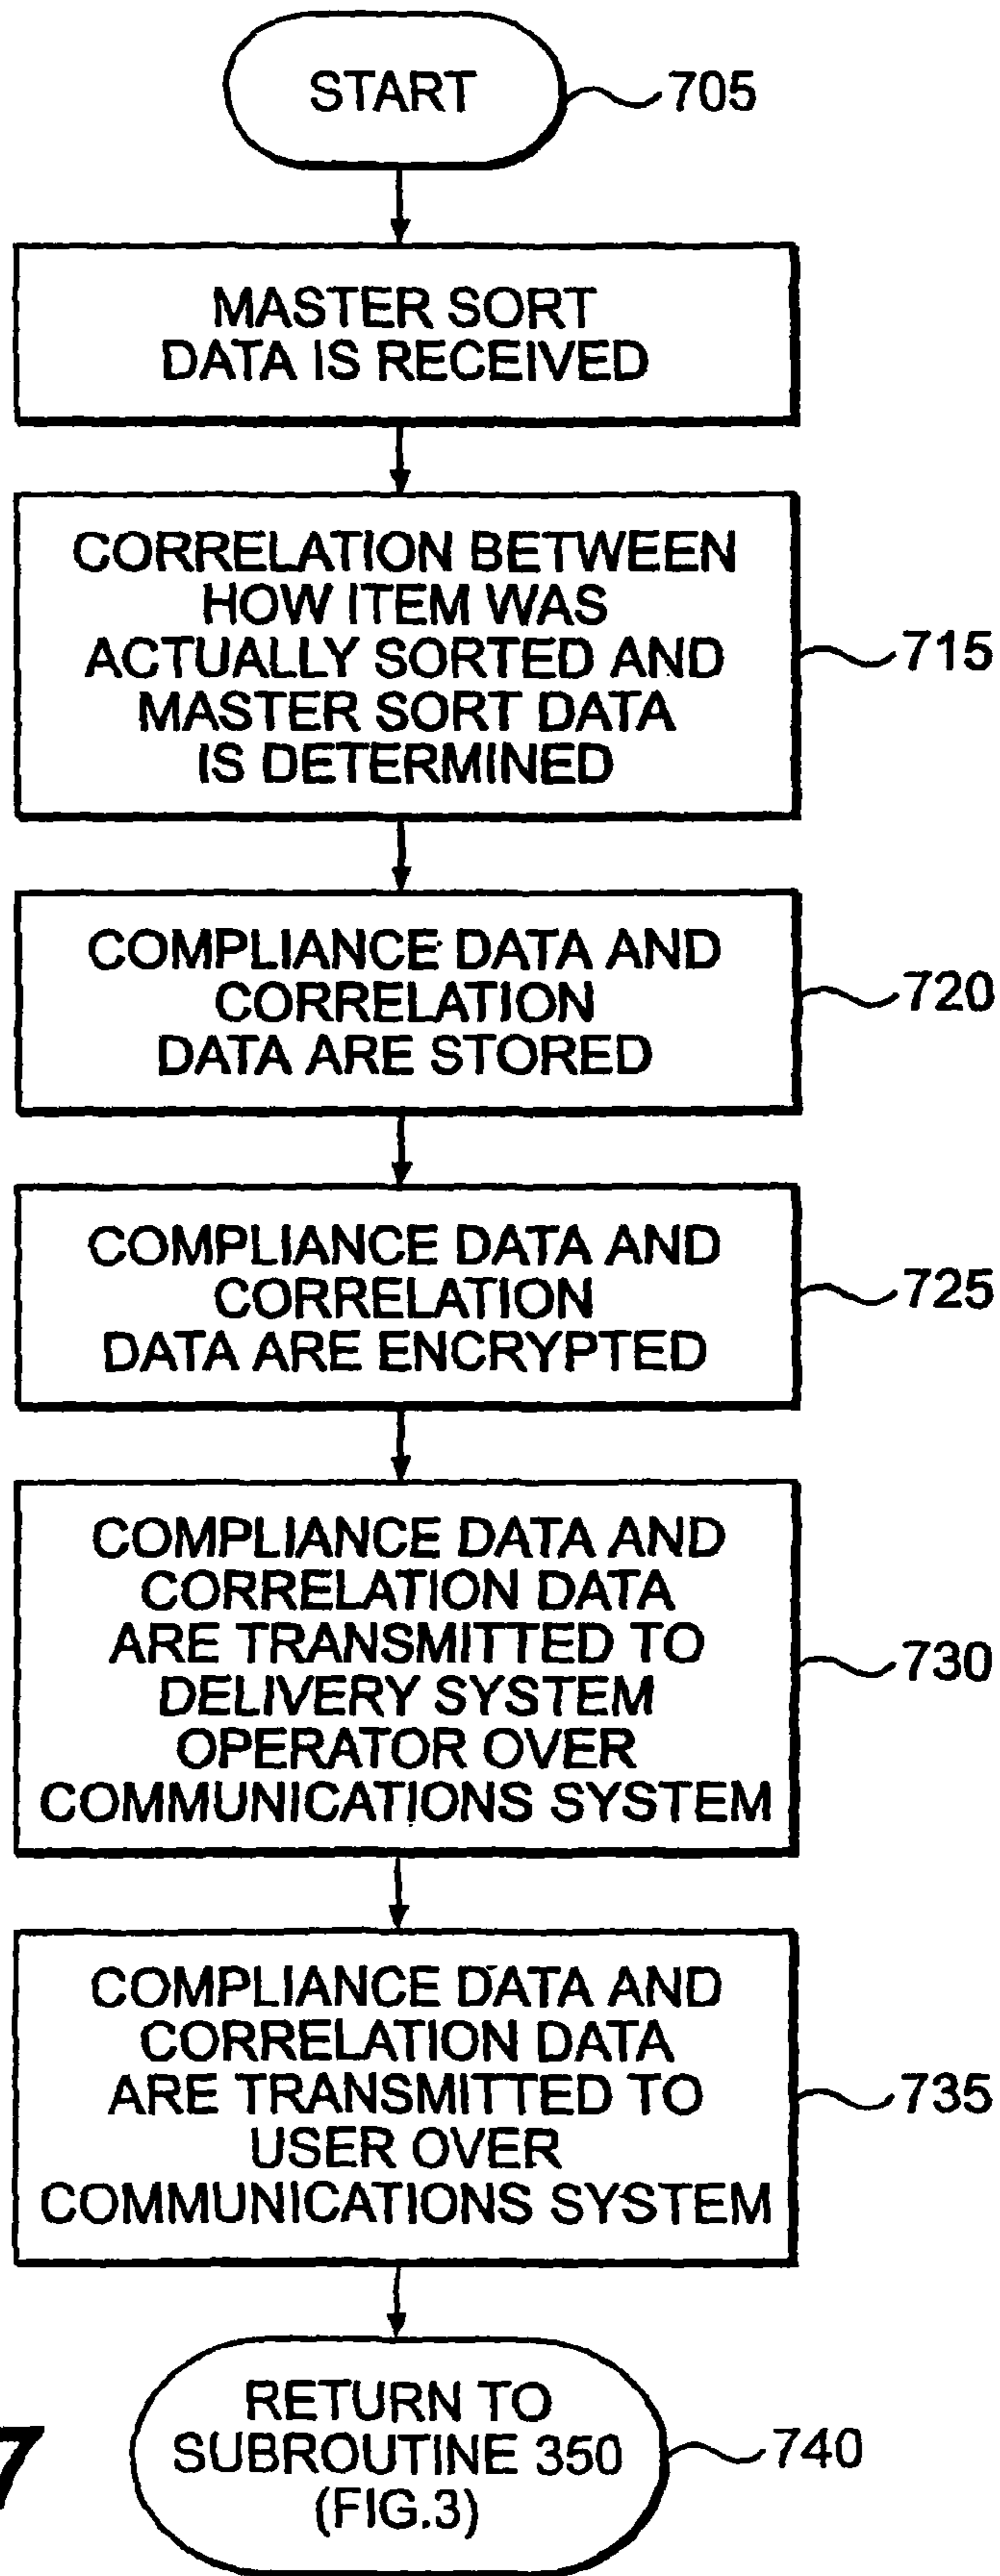 START
705
MASTER SORT
DATA IS RECEIVED
CORRELATION BETWEEN
HOW ITEM WAS
ACTUALLY SORTED AND
MASTER SORT DATA
IS DETERMINED
715
COMPLIANCE DATA AND
CORRELATION
DATA ARE STORED
720
COMPLIANCE DATA AND
CORRELATION
DATA ARE ENCRYPTED
725
COMPLIANCE DATA AND
CORRELATION DATA
ARE TRANSMITTED TO
DELIVERY SYSTEM
OPERATOR OVER
COMMUNICATIONS SYSTEM
730
COMPLIANCE DATA AND
CORRELATION DATA
ARE TRANSMITTED TO
USER OVER
COMMUNICATIONS SYSTEM
735
RETURN TO
SUBROUTINE 350
(FIG.3)
740
7